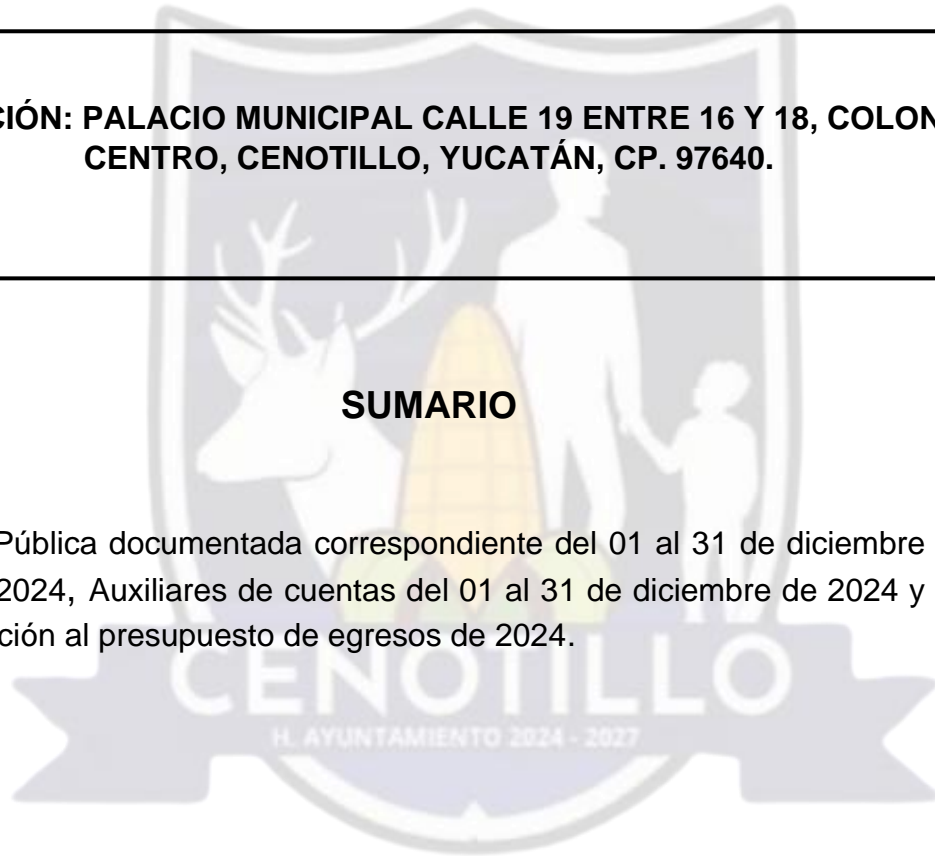 CIÓN: PALACIO MUNICIPAL CALLE 19 ENTRE 16 Y 18, COLON
CENTRO, CENOTILLO, YUCATÁN, CP. 97640.
SUMARIO
Pública documentada correspondiente del 01 al 31 de diciembre
2024, Auxiliares de cuentas del 01 al 31 de diciembre de 2024 y
ción al presupuesto de egresos de 2024.
CENOTILLO
H. AYUNTAMIENTO 2024 - 2027